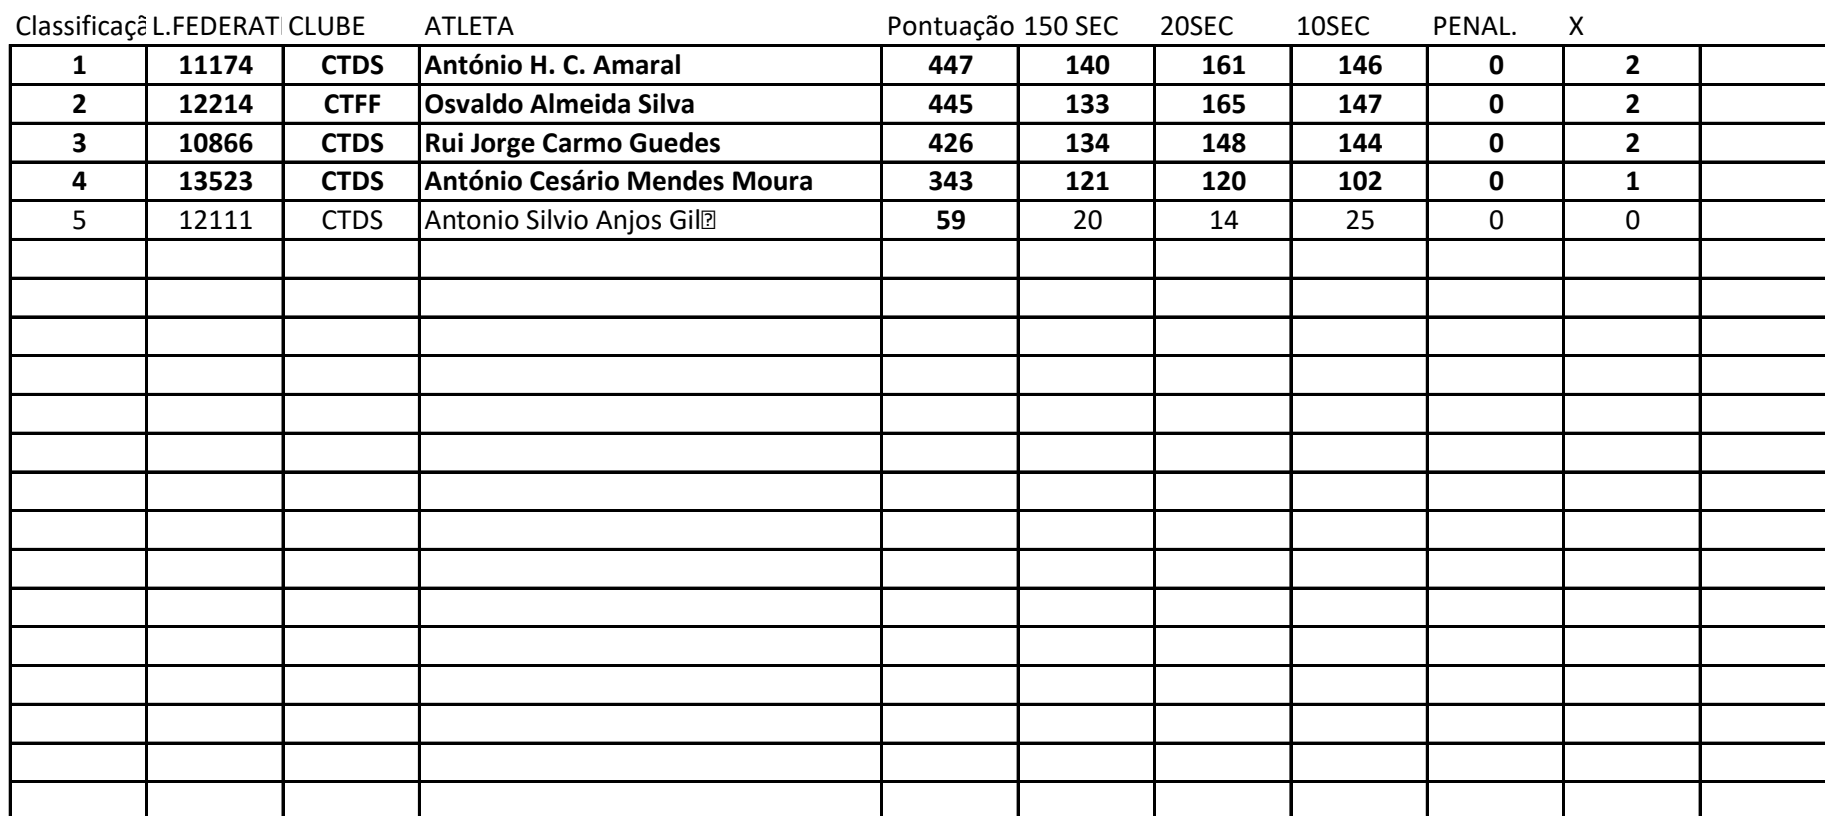 Classificaçã L.FEDERATI CLUBE ATLETA Pontuação 150 SEC 20SEC 10SEC PENAL. X
1 11174 CTDS António H. C. Amaral 447 140 161 146 0 2
2 12214 CTFF Osvaldo Almeida Silva 445 133 165 147 0 2
3 10866 CTDS Rui Jorge Carmo Guedes 426 134 148 144 0 2
4 13523 CTDS António Cesário Mendes Moura 343 121 120 102 0 1
5 12111 CTDS Antonio Silvio Anjos Gil 59 20 14 25 0 0